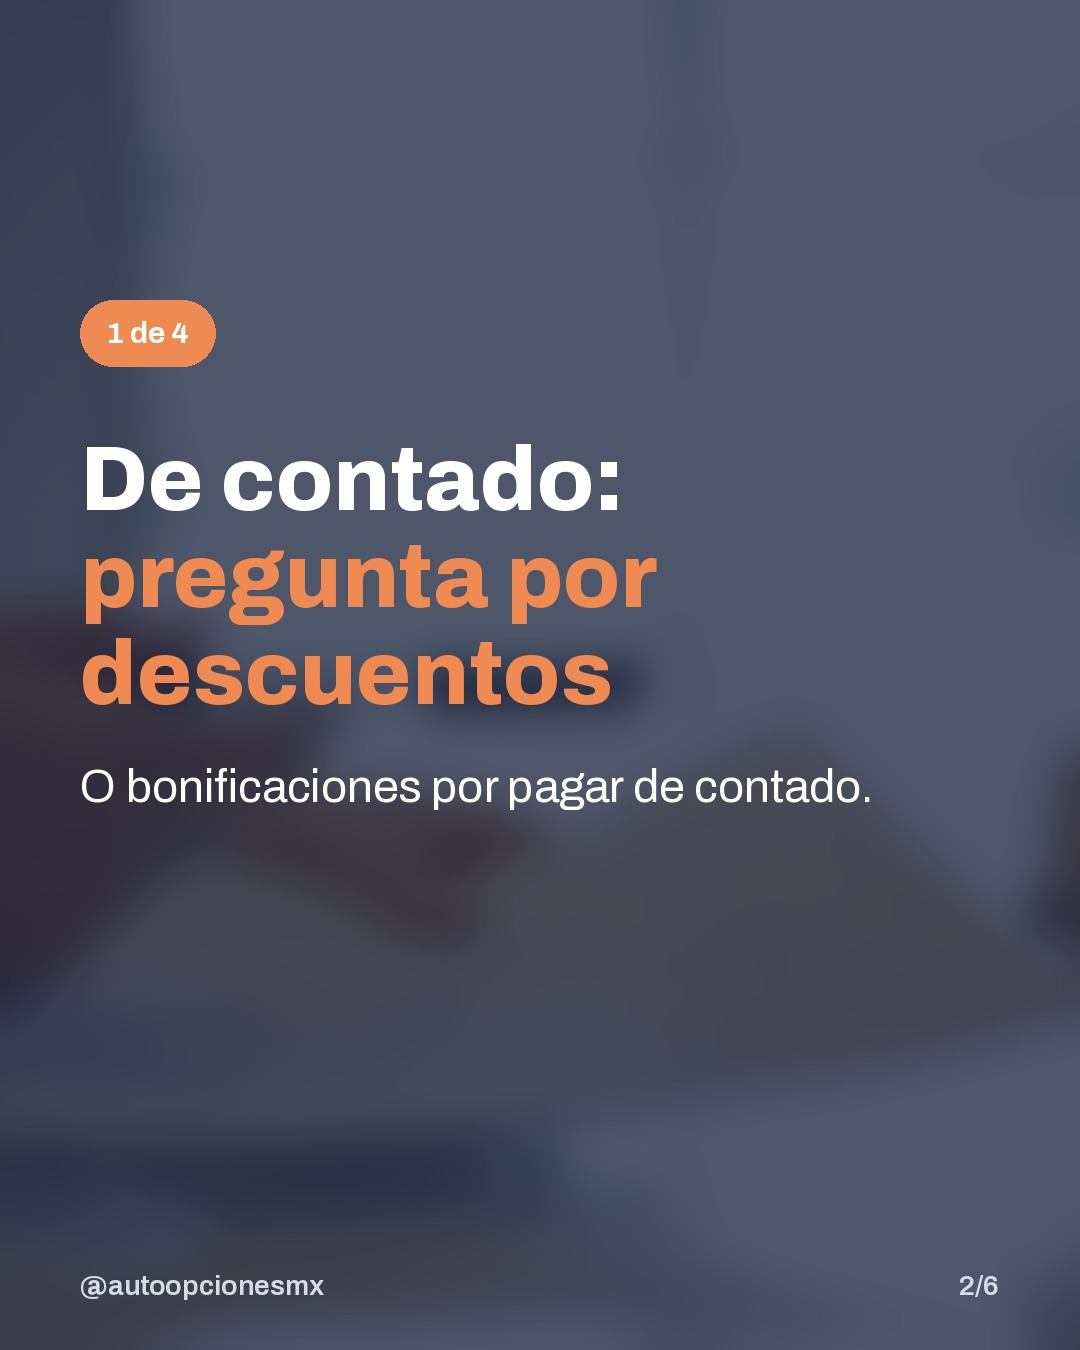 1 de 4
De contado:
pregunta por
descuentos
O bonificaciones por pagar de contado.
@autoopcionesmx
2/6